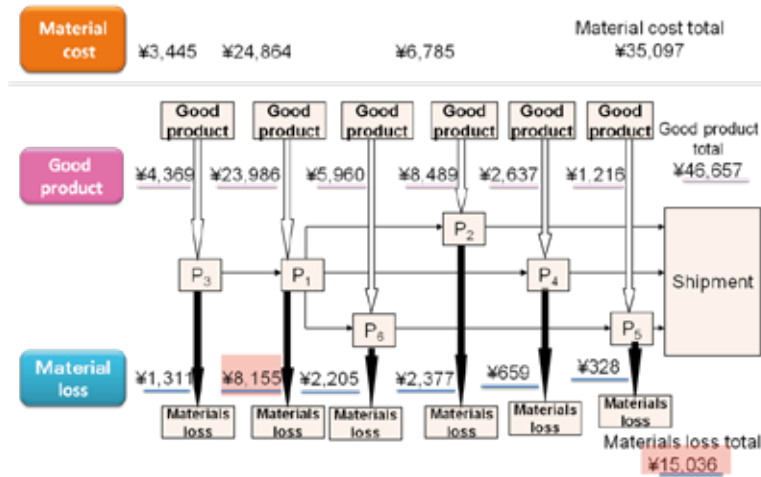 Material
cost
¥3,445 ¥24,864 ¥6,785
Material cost total
¥35,097
Good
product
Good
product
Good
product
Good
product
Good
product
Good
product
Good product
total
¥46,657
Good
product
¥4,369 ¥23,986 ¥5,960 ¥8,489 ¥2,637 ¥1,216
P2
P3 P1 P4
Shipment
P6 P5
Material
loss
¥1,311 ¥8,155 ¥2,205 ¥2,377 ¥659 ¥328
Materials
loss
Materials
loss
Materials
loss
Materials
loss
Materials
loss
Materials
loss
Materials loss total
¥15,036